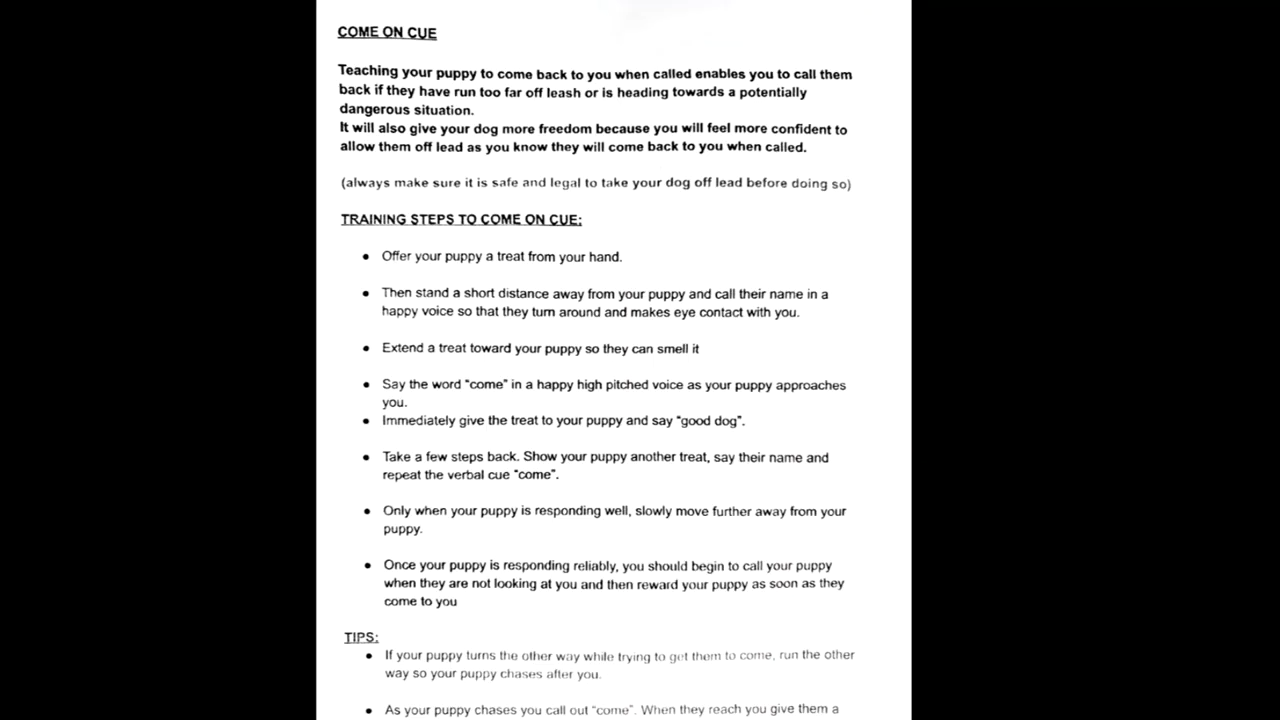 COME ON CUE
Teaching your puppy to come back to you when called enables you to call them
back if they have run too far off leash or is heading towards a potentially
dangerous situation.
It will also give your dog more freedom because you will feel more confident to
allow them off lead as you know they will come back to you when called.
(always make sure it is safe and legal to take your dog off lead before doing so)
TRAINING STEPS TO COME ON CUE:
• Offer your puppy a treat from your hand.
• Then stand a short distance away from your puppy and call their name in a
happy voice so that they turn around and makes eye contact with you.
• Extend a treat toward your puppy so they can smell it
• Say the word "come" in a happy high pitched voice as your puppy approaches
you.
• Immediately give the treat to your puppy and say "good dog".
• Take a few steps back. Show your puppy another treat, say their name and
repeat the verbal cue "come".
• Only when your puppy is responding well, slowly move further away from your
puppy.
• Once your puppy is responding reliably, you should begin to call your puppy
when they are not looking at you and then reward your puppy as soon as they
come to you
TIPS:
• If your puppy turns the other way while trying to get them to come, run the other
way so your puppy chases after you.
• As your puppy chases you call out "come". When they reach you give them a